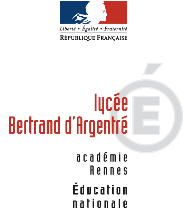 Liberté • Égalité • Fraternité
RÉPUBLIQUE FRANÇAISE
lycée
Bertrand d'Argentré
é
académie
Rennes
Éducation
nationale